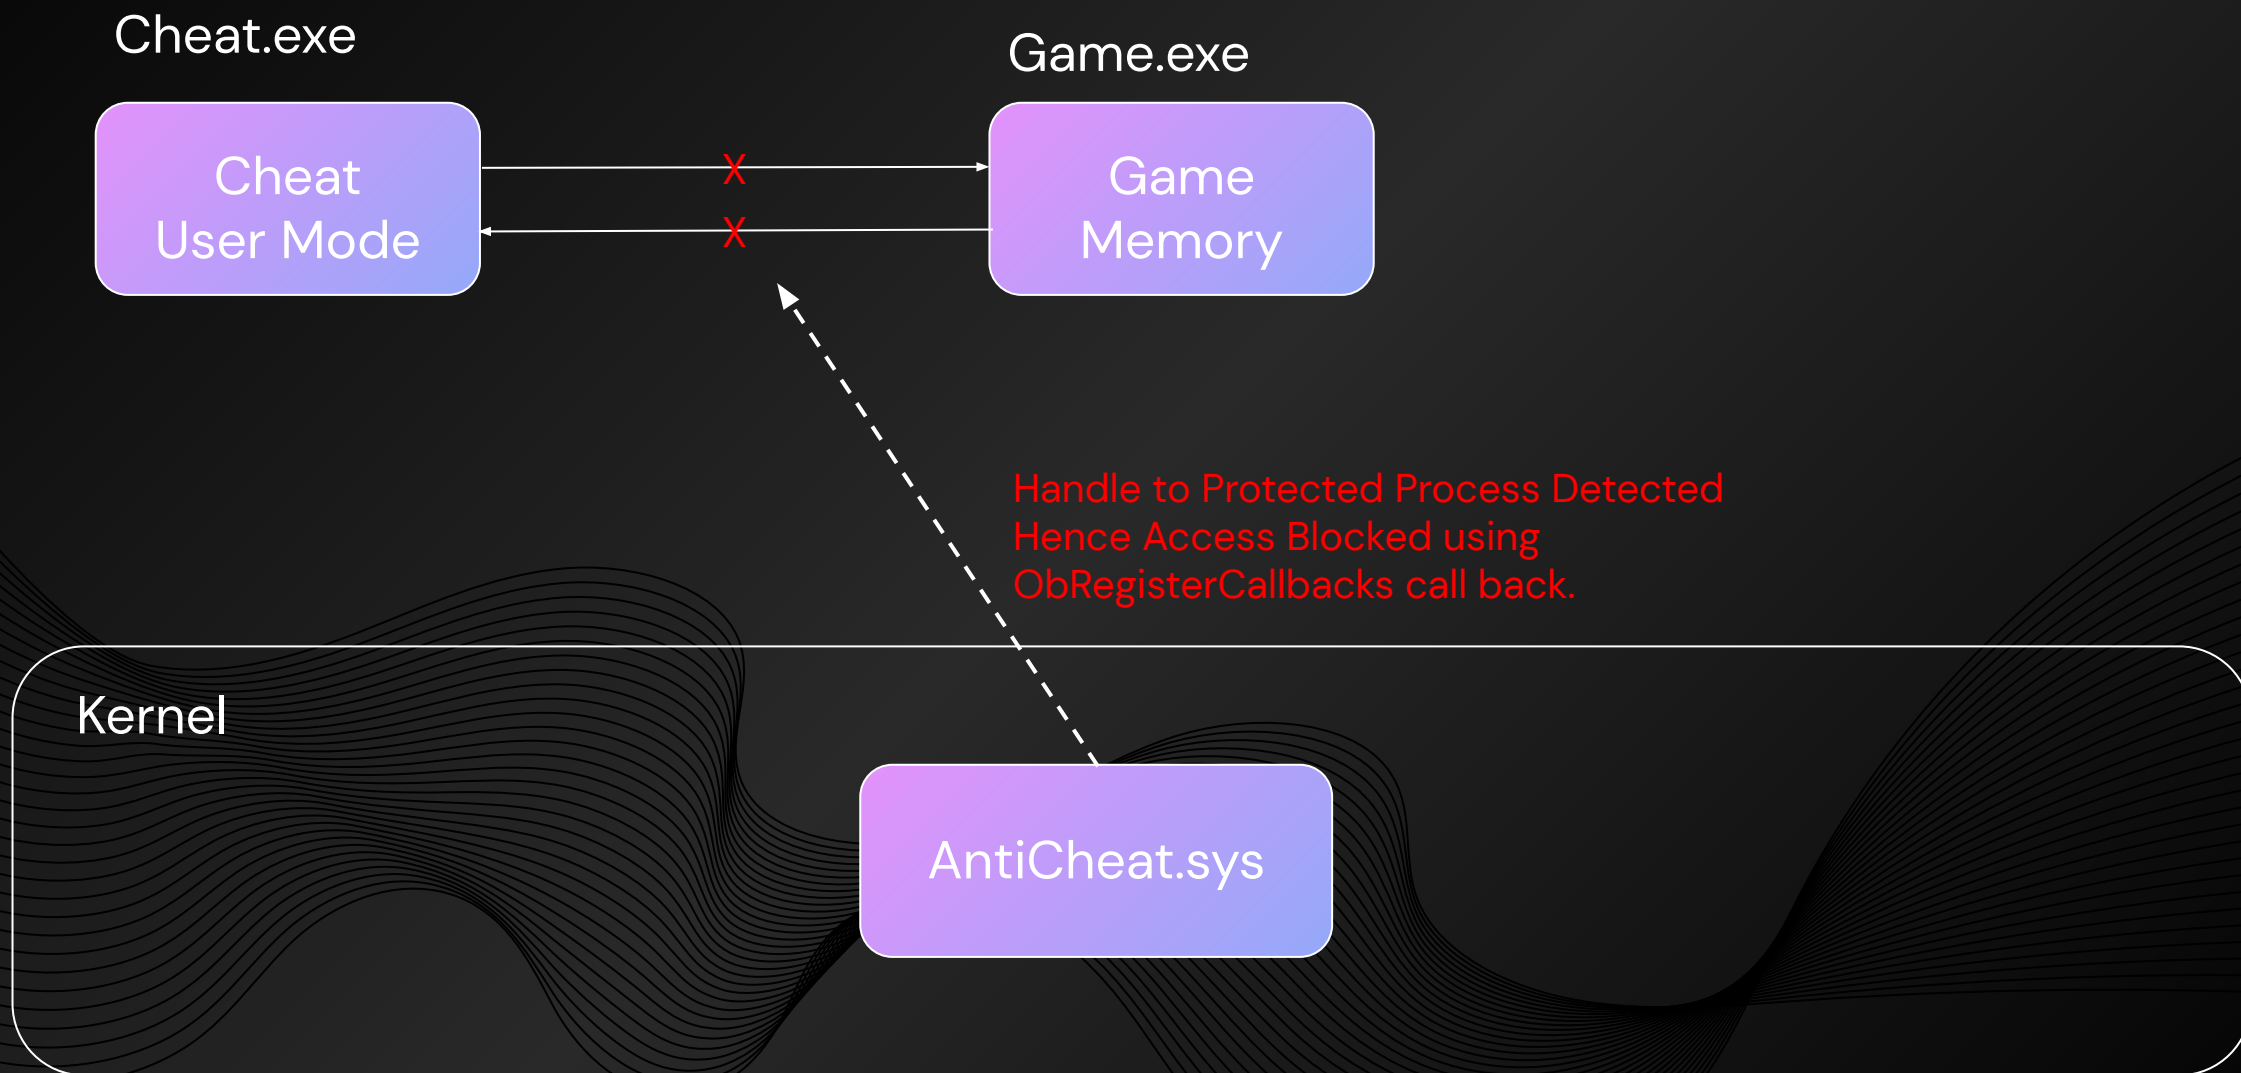 Cheat.exe
Game.exe
Cheat
User Mode
X
X
Game
Memory
Handle to Protected Process Detected
Hence Access Blocked using
ObRegisterCallbacks call back.
Kernel
AntiCheat.sys